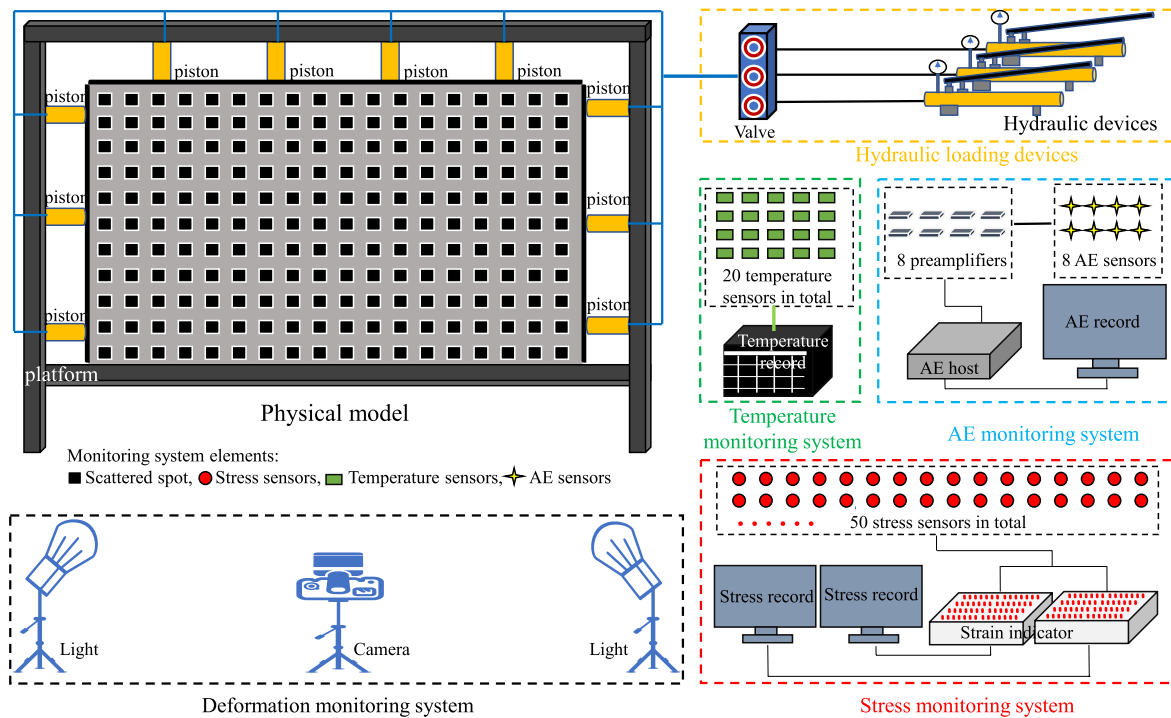 piston
piston
piston
piston
piston
piston
piston
piston
piston
piston
platform
Physical model
Monitoring system elements:
Scattered spot, Stress sensors, Temperature sensors, AE sensors
Light
Camera
Light
Deformation monitoring system
Valve
Hydraulic devices
Hydraulic loading devices
20 temperature
sensors in total
Temperature
record
Temperature
monitoring system
8 preamplifiers
8 AE sensors
AE record
AE host
AE monitoring system
50 stress sensors in total
Stress record
Stress record
Strain indicator
Stress monitoring system